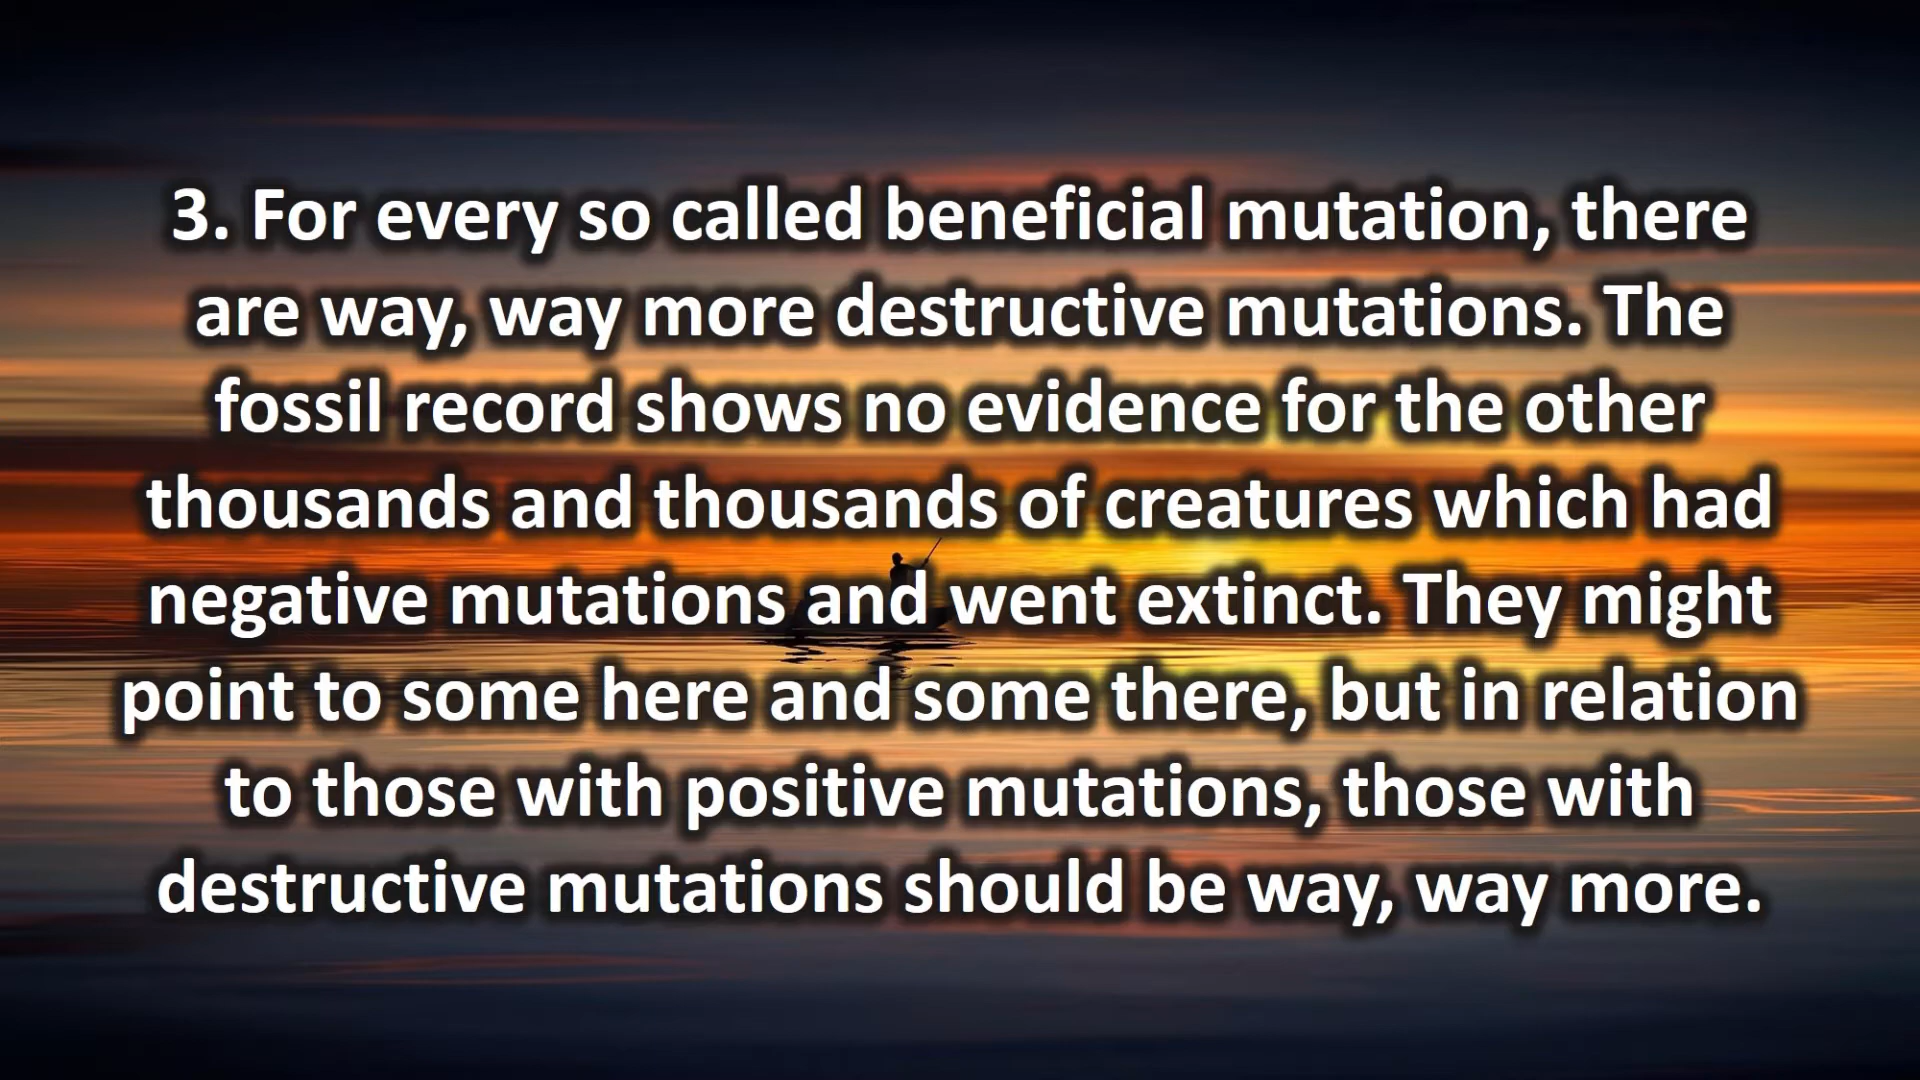 3. For every so called beneficial mutation, there
are way, way more destructive mutations. The
fossil record shows no evidence for the other
thousands and thousands of creatures which had
negative mutations and went extinct. They might
point to some here and some there, but in relation
to those with positive mutations, those with
destructive mutations should be way, way more.